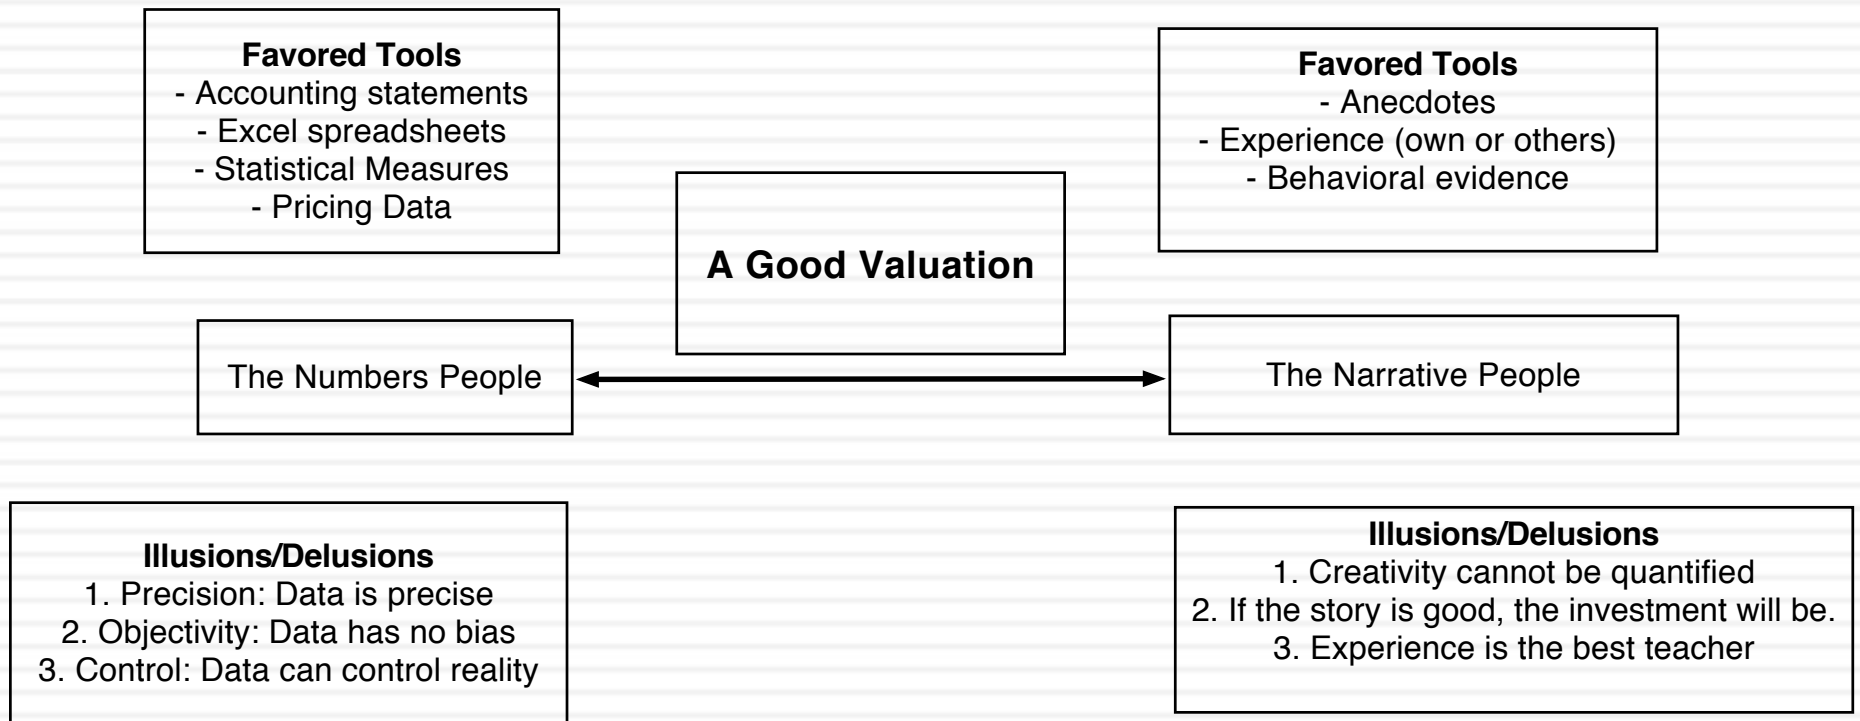 Favored Tools
- Accounting statements
- Excel spreadsheets
- Statistical Measures
- Pricing Data
Favored Tools
- Anecdotes
- Experience (own or others)
- Behavioral evidence
A Good Valuation
The Numbers People
The Narrative People
Illusions/Delusions
1. Precision: Data is precise
2. Objectivity: Data has no bias
3. Control: Data can control reality
Illusions/Delusions
1. Creativity cannot be quantified
2. If the story is good, the investment will be.
3. Experience is the best teacher